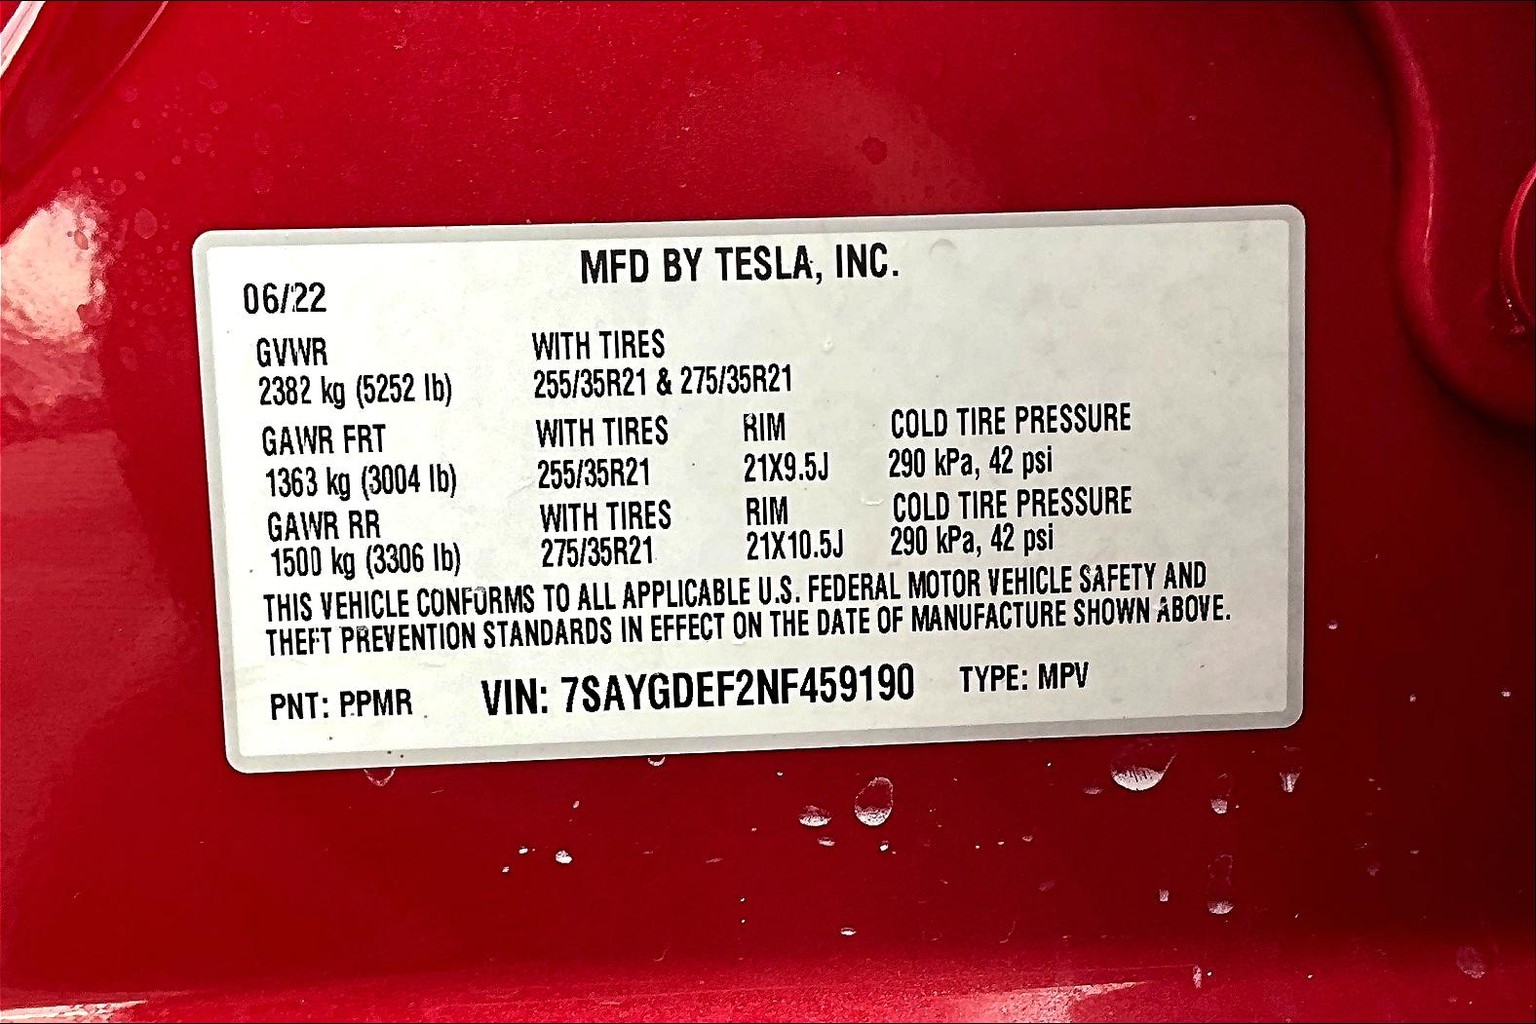 MFD BY TESLA, INC.
06/22
GVWR WITH TIRES
2382 kg (5252 lb) 255/35R21 & 275/35R21
GAWR FRT WITH TIRES RIM COLD TIRE PRESSURE
1363 kg (3004 lb) 255/35R21 21X9.5J 290 kPa, 42 psi
GAWR RR WITH TIRES RIM COLD TIRE PRESSURE
1500 kg (3306 lb) 275/35R21 21X10.5J 290 kPa, 42 psi
THIS VEHICLE CONFORMS TO ALL APPLICABLE U.S. FEDERAL MOTOR VEHICLE SAFETY AND
THEFT PREVENTION STANDARDS IN EFFECT ON THE DATE OF MANUFACTURE SHOWN ABOVE.
PNT: PPMR VIN: 7SAYGDEF2NF459190 TYPE: MPV